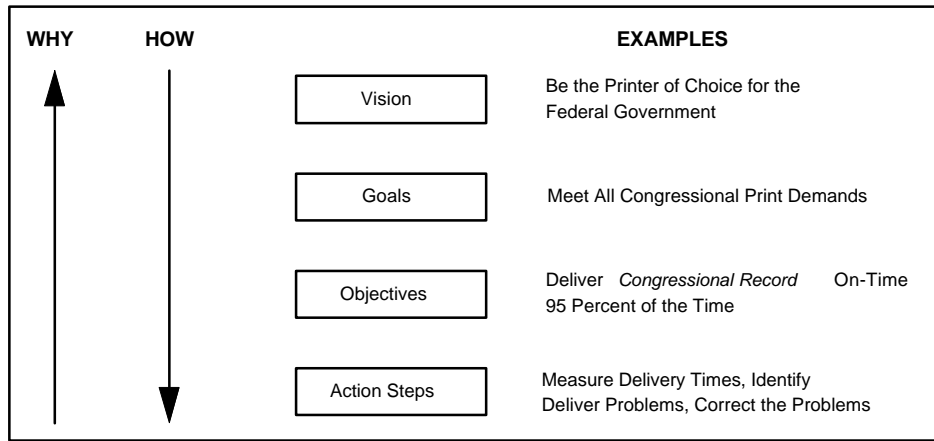 WHY HOW EXAMPLES
Vision
Be the Printer of Choice for the
Federal Government
Goals
Meet All Congressional Print Demands
Objectives
Deliver Congressional Record On-Time
95 Percent of the Time
Action Steps
Measure Delivery Times, Identify
Deliver Problems, Correct the Problems